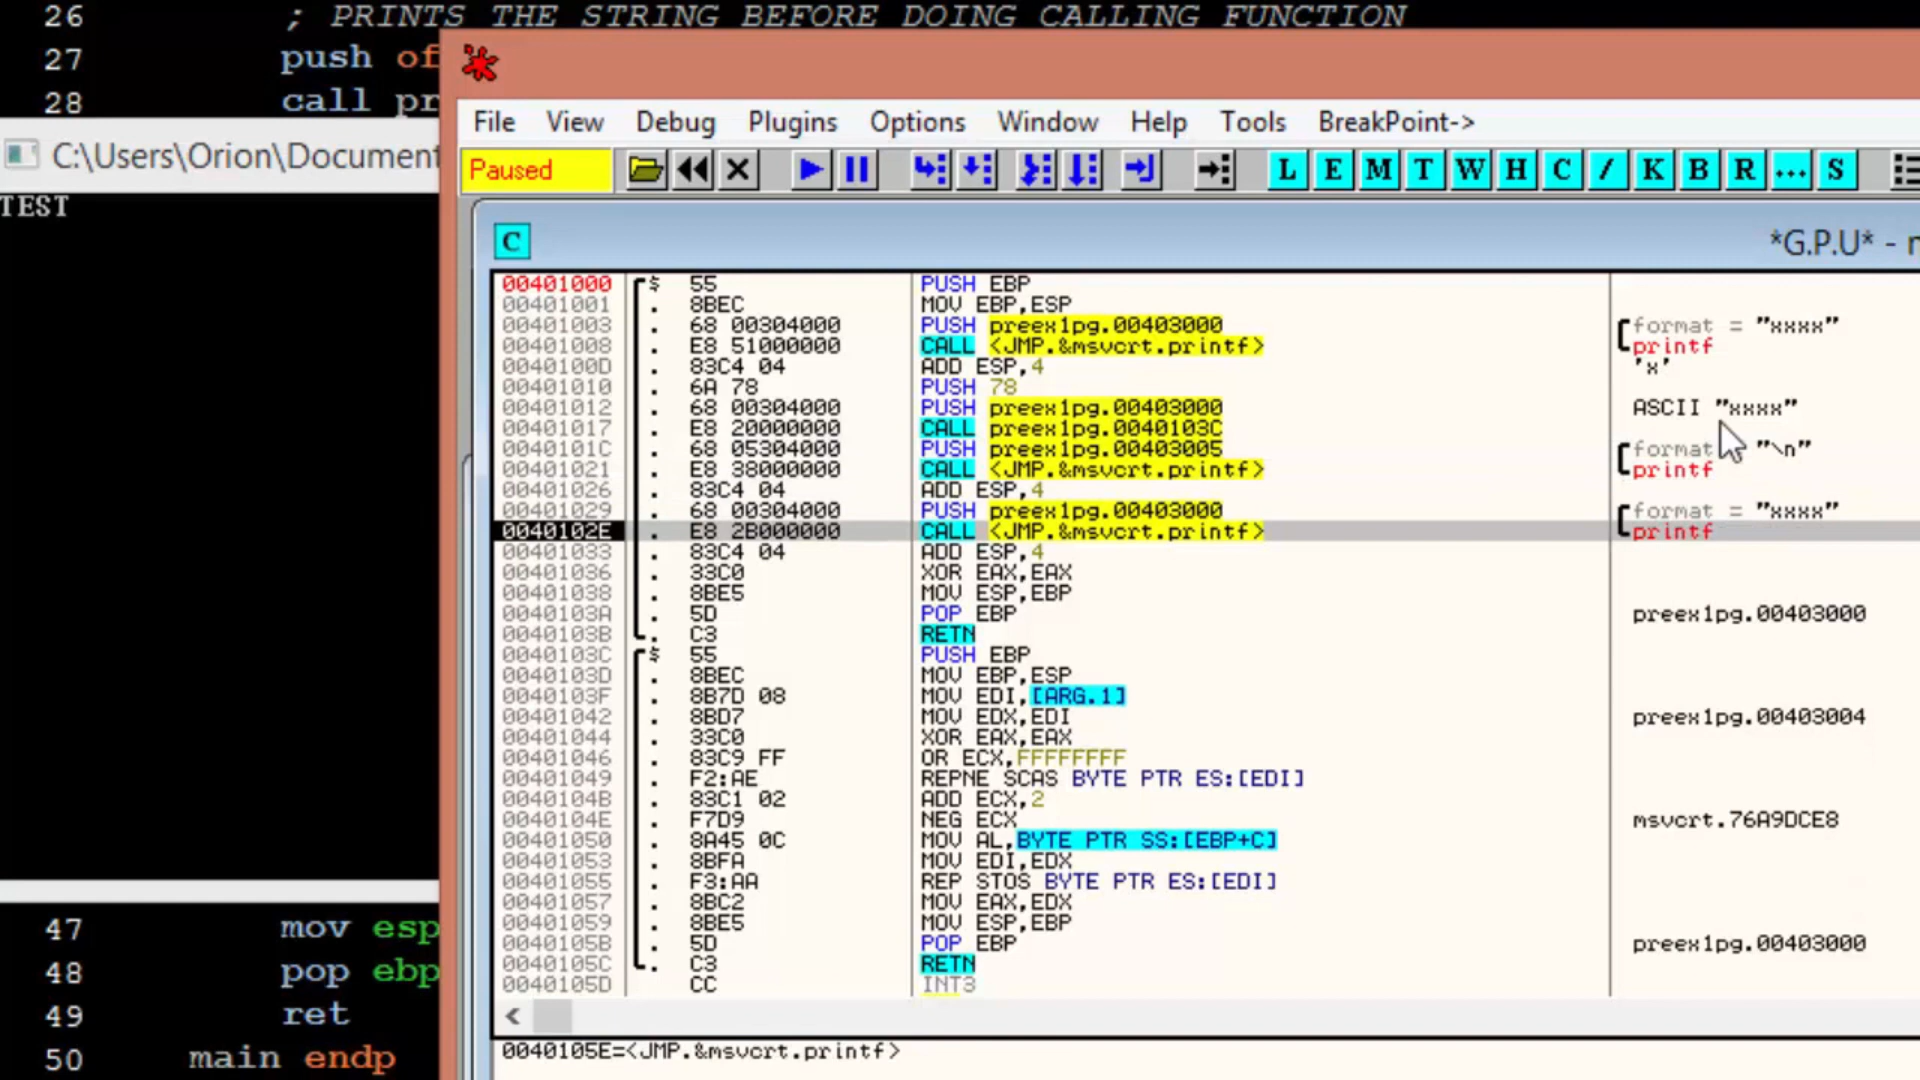 26 ; PRINTS THE STRING BEFORE DOING CALLING FUNCTION
27 push of
28 call pr
C:\Users\Orion\Document
TEST
File View Debug Plugins Options Window Help Tools BreakPoint->
Paused L E M T W H C / K B R ... S
C *G.P.U* -
00401000 $ 55 PUSH EBP
00401001 . 8BEC MOV EBP,ESP
00401003 . 68 00304000 PUSH preex1pg.00403000 format = "xxxx"
00401008 . E8 51000000 CALL <JMP.&msvcrt.printf> printf
0040100D . 83C4 04 ADD ESP,4 'x'
00401010 . 6A 78 PUSH 78
00401012 . 68 00304000 PUSH preex1pg.00403000 ASCII "xxxx"
00401017 . E8 20000000 CALL preex1pg.0040103C
0040101C . 68 05304000 PUSH preex1pg.00403005 format "\n"
00401021 . E8 38000000 CALL <JMP.&msvcrt.printf> printf
00401026 . 83C4 04 ADD ESP,4
00401029 . 68 00304000 PUSH preex1pg.00403000 format = "xxxx"
0040102E . E8 2B000000 CALL <JMP.&msvcrt.printf> printf
00401033 . 83C4 04 ADD ESP,4
00401036 . 33C0 XOR EAX,EAX
00401038 . 8BE5 MOV ESP,EBP
0040103A . 5D POP EBP preex1pg.00403000
0040103B . C3 RETN
0040103C $ 55 PUSH EBP
0040103D . 8BEC MOV EBP,ESP
0040103F . 8B7D 08 MOV EDI,[ARG.1]
00401042 . 8BD7 MOV EDX,EDI preex1pg.00403004
00401044 . 33C0 XOR EAX,EAX
00401046 . 83C9 FF OR ECX,FFFFFFFF
00401049 . F2:AE REPNE SCAS BYTE PTR ES:[EDI]
0040104B . 83C1 02 ADD ECX,2
0040104E . F7D9 NEG ECX msvcrt.76A9DCE8
00401050 . 8A45 0C MOV AL,BYTE PTR SS:[EBP+C]
00401053 . 8BFA MOV EDI,EDX
00401055 . F3:AA REP STOS BYTE PTR ES:[EDI]
00401057 . 8BC2 MOV EAX,EDX
00401059 . 8BE5 MOV ESP,EBP
0040105B . 5D POP EBP preex1pg.00403000
0040105C . C3 RETN
0040105D CC INT3
0040105E=<JMP.&msvcrt.printf>
47 mov esp
48 pop ebp
49 ret
50 main endp